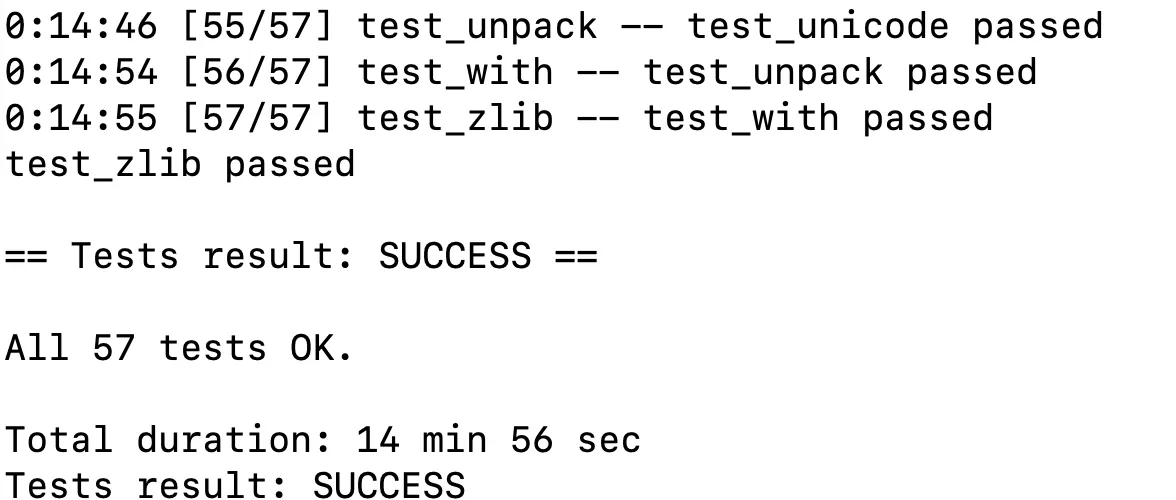 0:14:46 [55/57] test_unpack -- test_unicode passed
0:14:54 [56/57] test_with -- test_unpack passed
0:14:55 [57/57] test_zlib -- test_with passed
test_zlib passed
== Tests result: SUCCESS ==
All 57 tests OK.
Total duration: 14 min 56 sec
Tests result: SUCCESS